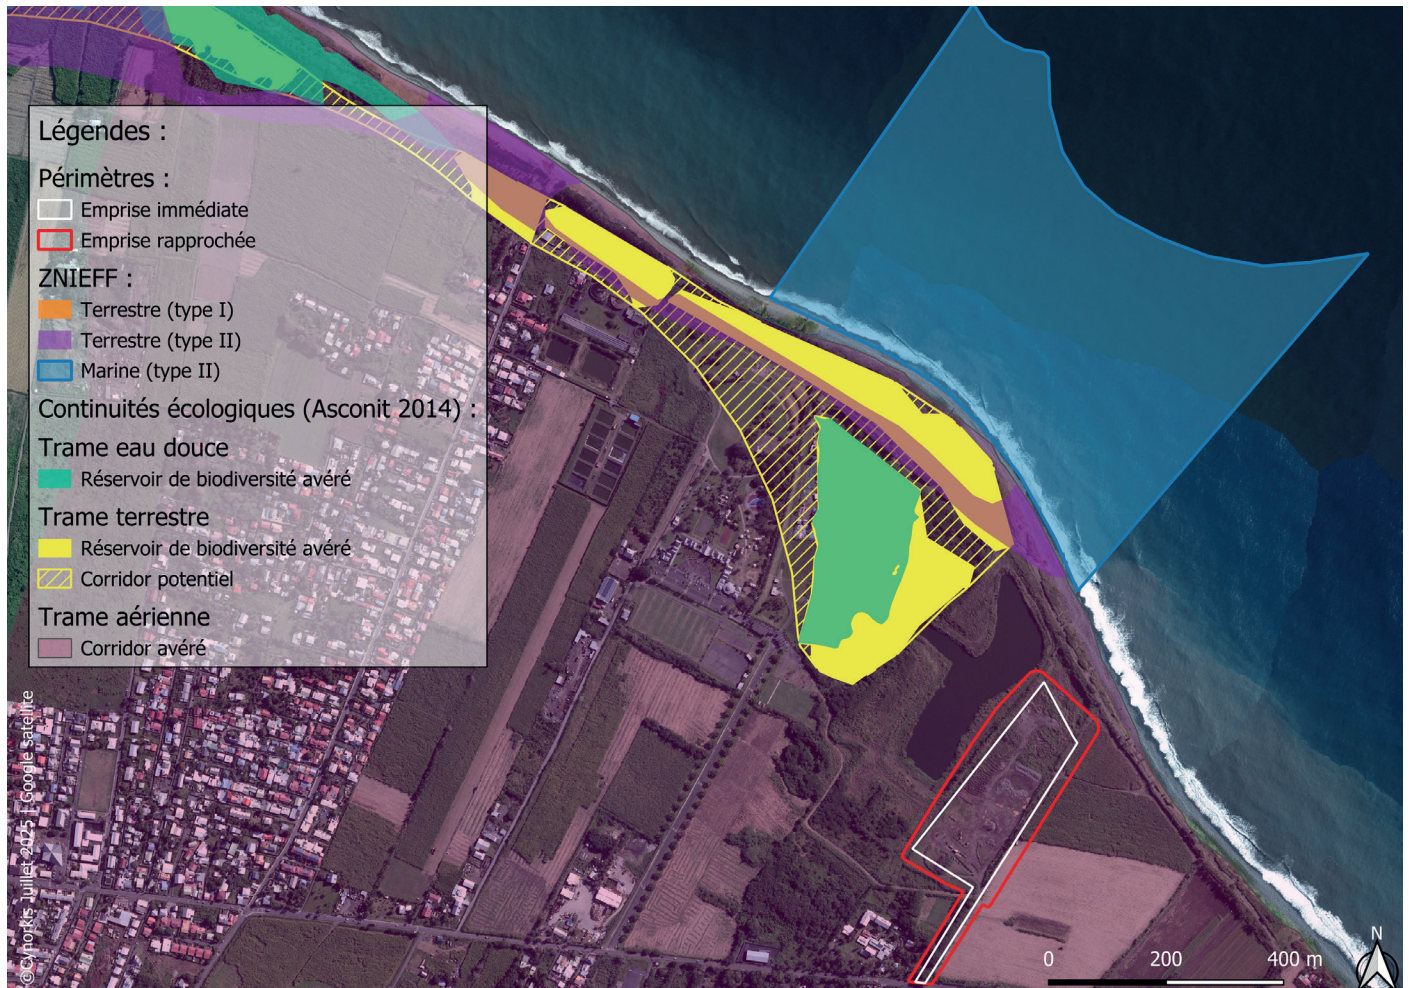 Légendes :
Périmètres :
Emprise immédiate
Emprise rapprochée
ZNIEFF :
Terrestre (type I)
Terrestre (type II)
Marine (type II)
Continuités écologiques (Asconit 2014) :
Trame eau douce
Réservoir de biodiversité avéré
Trame terrestre
Réservoir de biodiversité avéré
Corridor potentiel
Trame aérienne
Corridor avéré
©Cynorkis Juillet 2025 | Google satellite
N
0 200 400 m